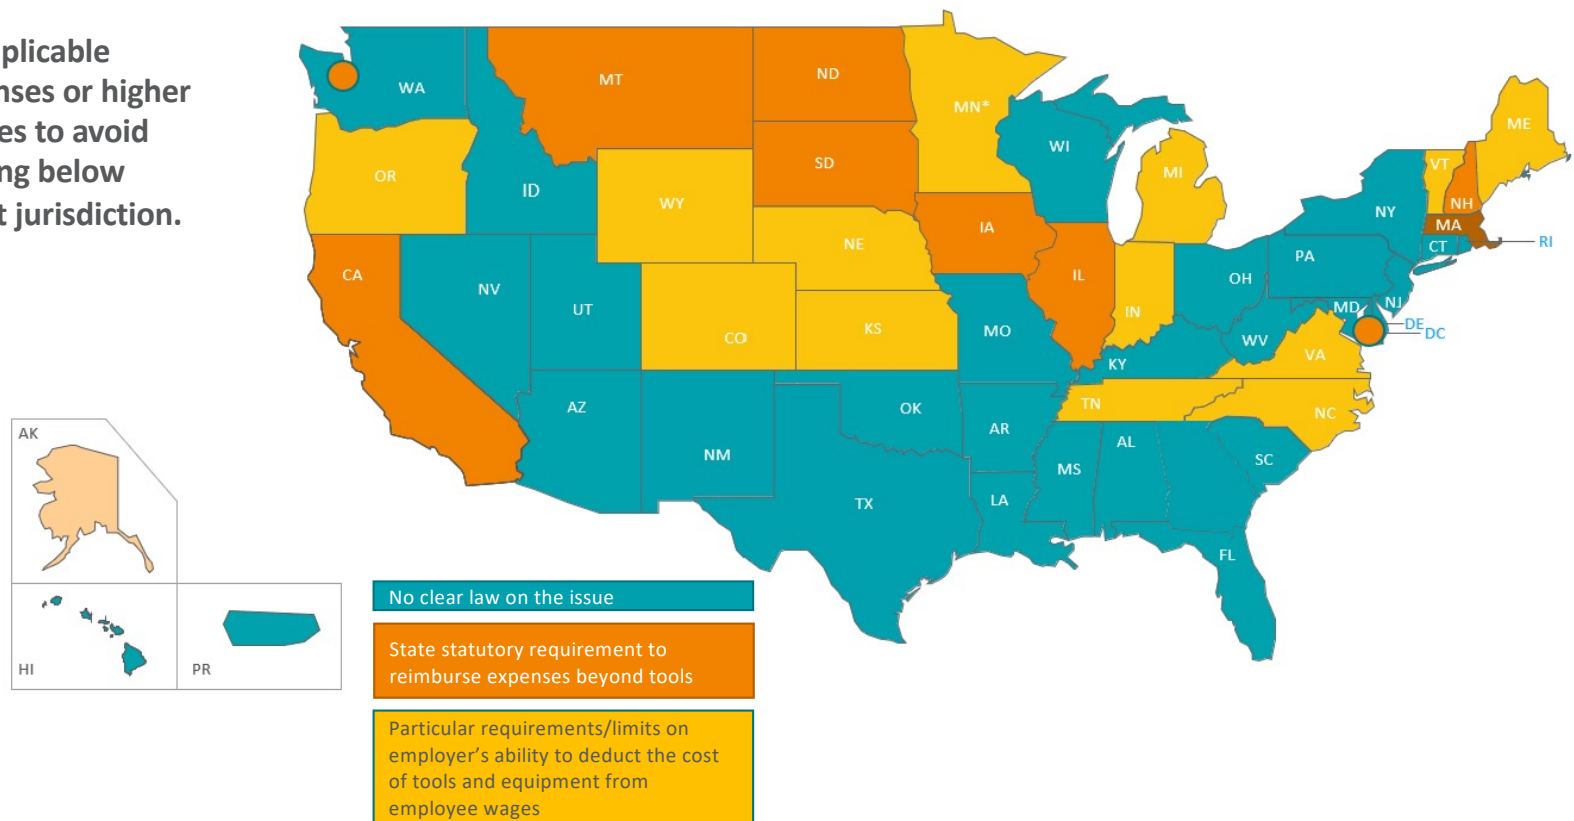 plicable
nses or higher
es to avoid
ng below
t jurisdiction.
WA
MT
ND
MN*
ME
OR
ID
SD
WI
MI
VT
NH
WY
NY
MA
IA
NE
CT
RI
CA
NV
UT
IL
PA
OH
IN
NJ
MD
CO
KS
MO
DE
DC
WV
VA
KY
AZ
OK
TN
NC
AK
NM
AR
AL
MS
SC
TX
LA
FL
HI
PR
No clear law on the issue
State statutory requirement to
reimburse expenses beyond tools
Particular requirements/limits on
employer's ability to deduct the cost
of tools and equipment from
employee wages